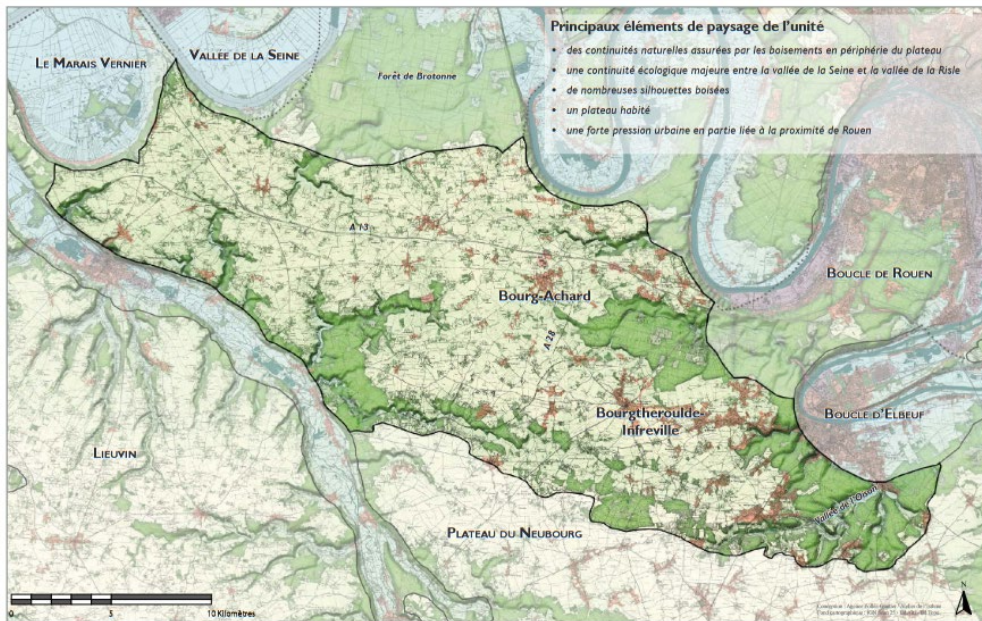 Principaux éléments de paysage de l'unité
• des continuités naturelles assurées par les boisements en périphérie du plateau
• une continuité écologique majeure entre la vallée de la Seine et la vallée de la Risle
• de nombreuses silhouettes boisées
• un plateau habité
• une forte pression urbaine en partie liée à la proximité de Rouen
LE MARAIS VERNIER
VALLÉE DE LA SEINE
Forêt de Brotonne
A 13
BOUCLE DE ROUEN
Bourg-Achard
A 28
Bourgtheroulde-
Infreville
BOUCLE D'ELBEUF
LIEUVIN
Vallée de l'Oison
PLATEAU DU NEUBOURG
0 5 10 Kilomètres
N